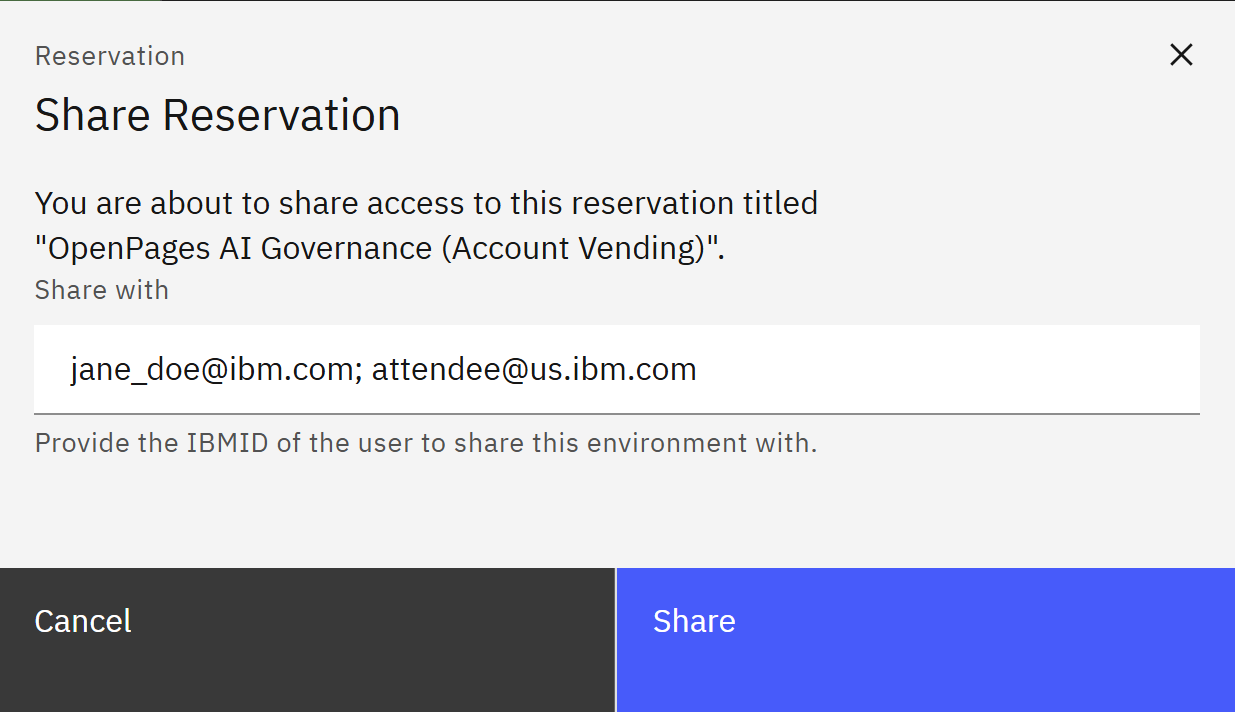 Reservation
Share Reservation
You are about to share access to this reservation titled
"OpenPages AI Governance (Account Vending)".
Share with
jane_doe@ibm.com; attendee@us.ibm.com
Provide the IBMID of the user to share this environment with.
Cancel
Share